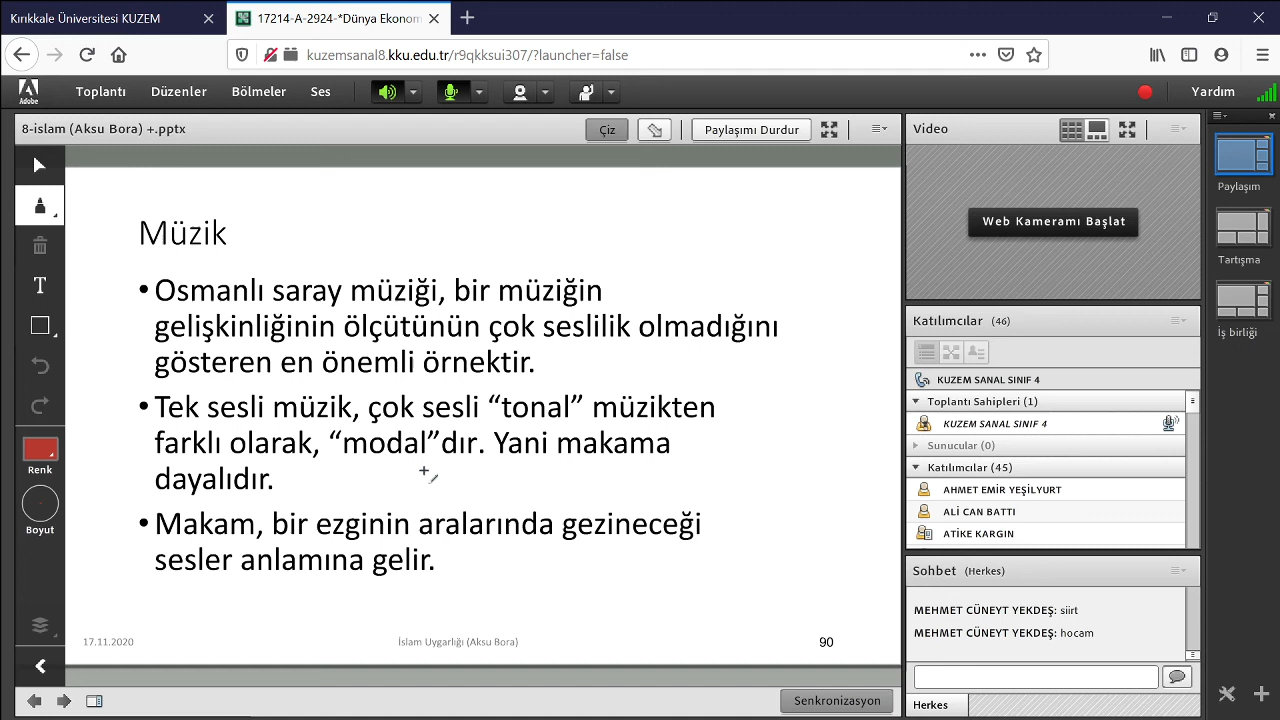 Kırıkkale Üniversitesi KUZEM
17214-A-2924-*Dünya Ekonom
kuzemsanal8.kku.edu.tr/r9qkksui307/?launcher=false
Adobe
Toplantı Düzenler Bölmeler Ses
Yardım
8-islam (Aksu Bora) +.pptx
Çiz
Paylaşımı Durdur
T
Renk
Boyut
Müzik
• Osmanlı saray müziği, bir müziğin
gelişkinliğinin ölçütünün çok seslilik olmadığını
gösteren en önemli örnektir.
• Tek sesli müzik, çok sesli “tonal” müzikten
farklı olarak, “modal”dır. Yani makama
dayalıdır.
• Makam, bir ezginin aralarında gezineceği
sesler anlamına gelir.
17.11.2020
İslam Uygarlığı (Aksu Bora)
90
Senkronizasyon
Video
Web Kameramı Başlat
Katılımcılar (46)
KUZEM SANAL SINIF 4
Toplantı Sahipleri (1)
KUZEM SANAL SINIF 4
Sunucular (0)
Katılımcılar (45)
AHMET EMİR YEŞİLYURT
ALİ CAN BATTI
ATİKE KARGIN
Sohbet (Herkes)
MEHMET CÜNEYT YEKDEŞ: siirt
MEHMET CÜNEYT YEKDEŞ: hocam
Herkes
Paylaşım
Tartışma
İş birliği